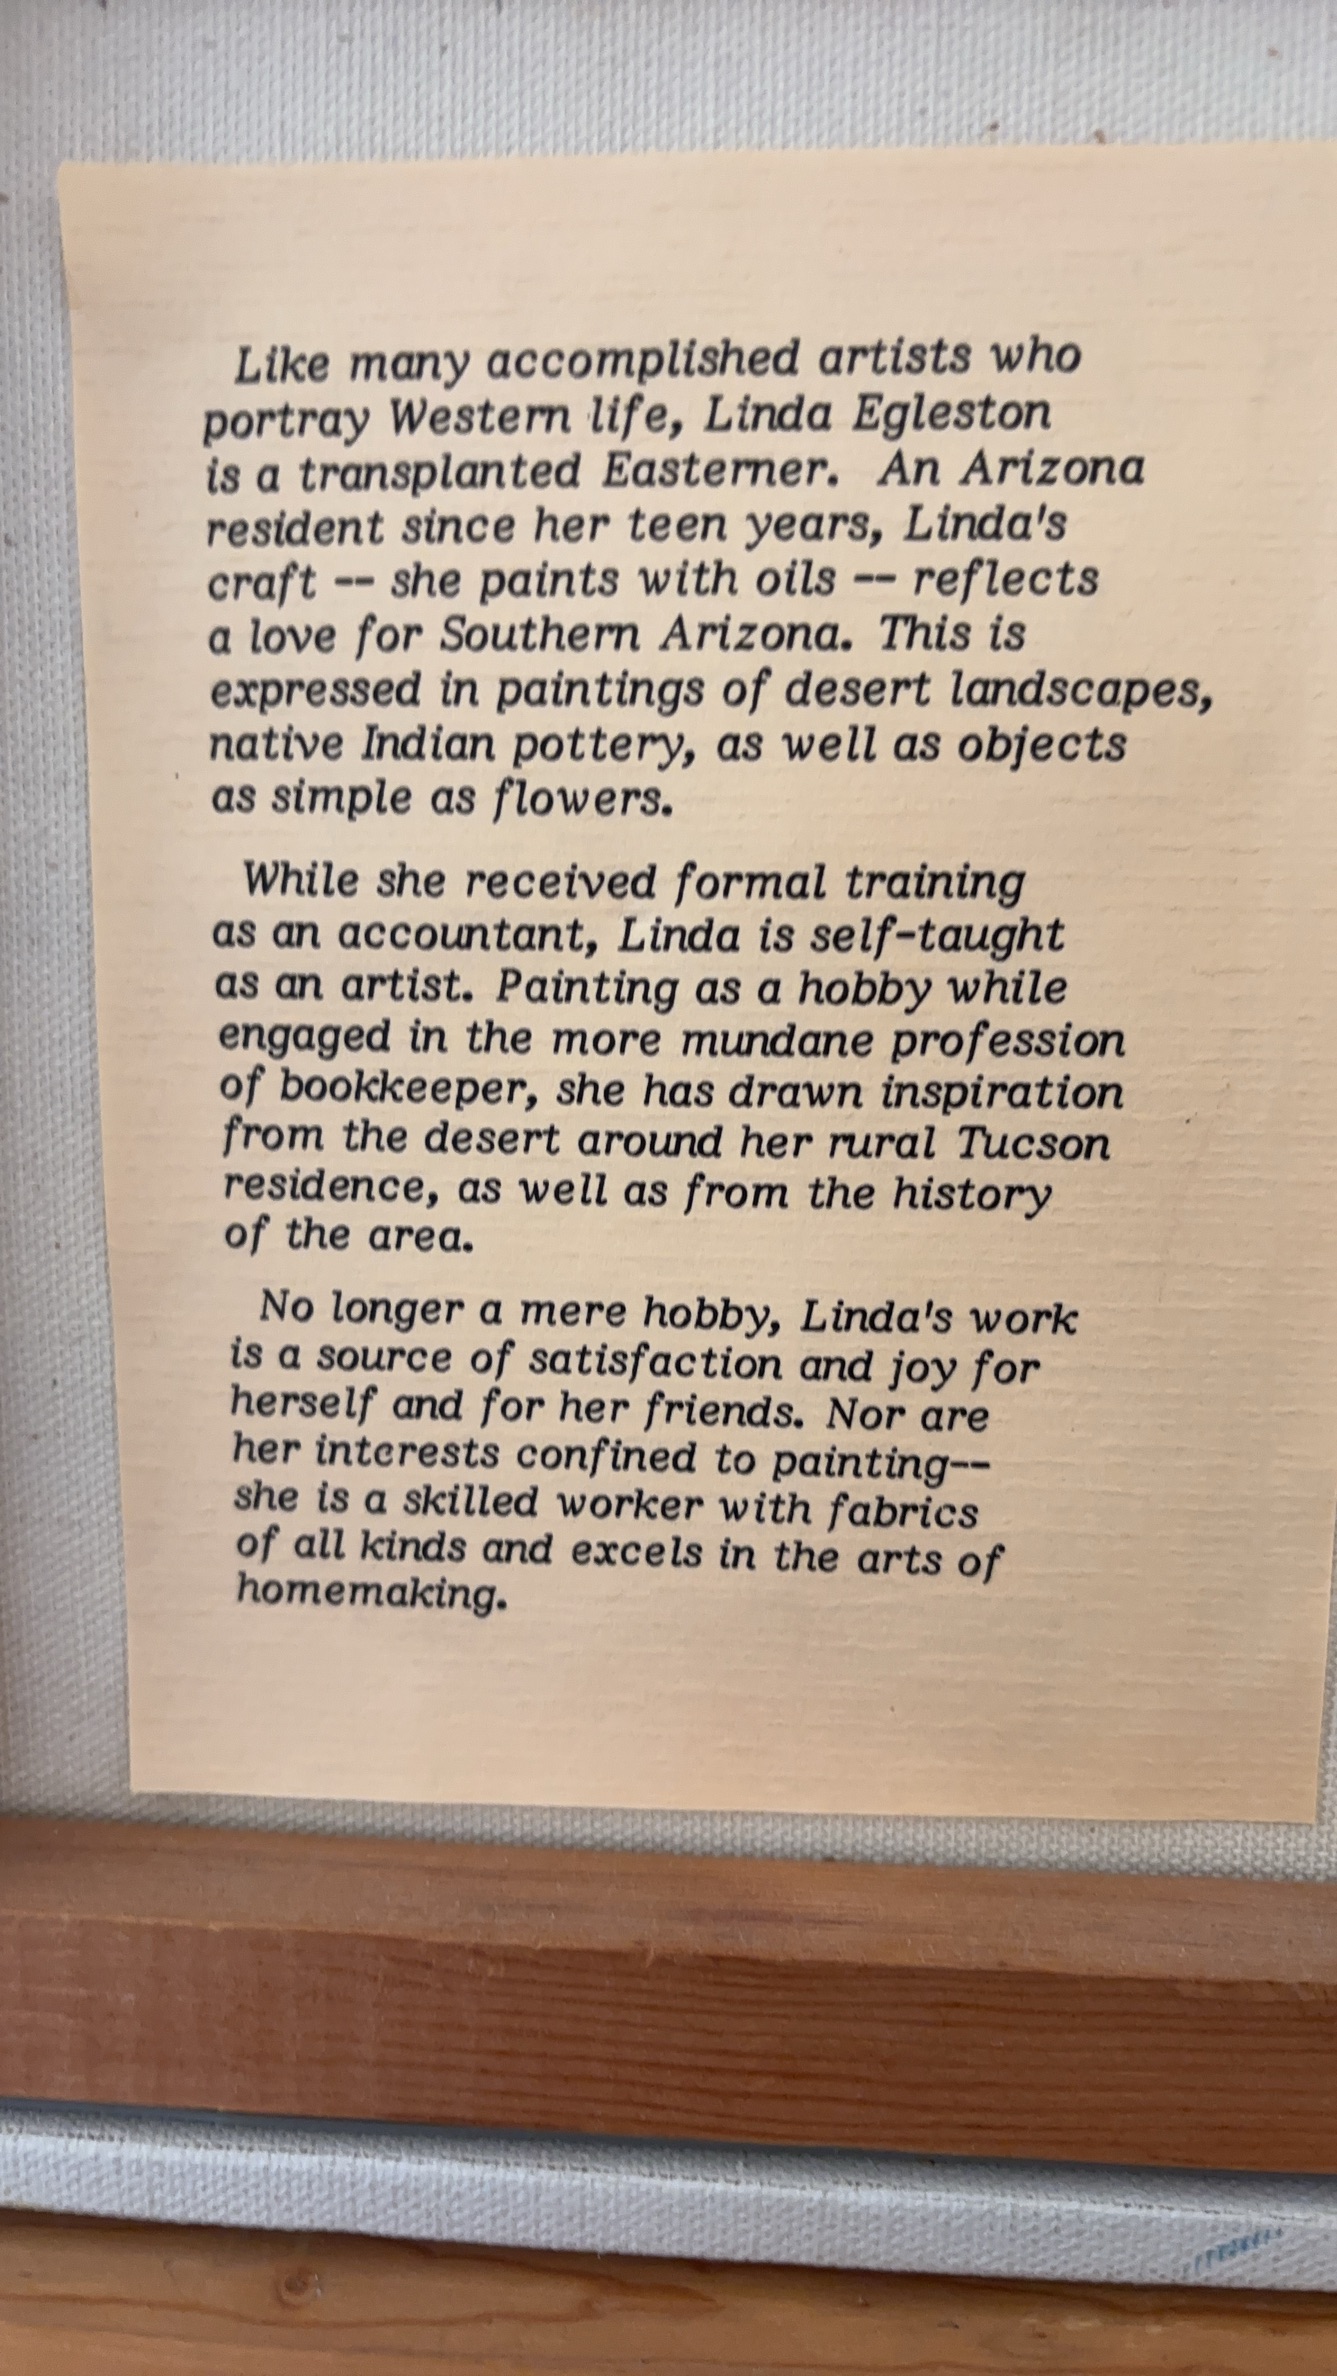 Like many accomplished artists who
portray Western life, Linda Egleston
is a transplanted Easterner. An Arizona
resident since her teen years, Linda's
craft -- she paints with oils -- reflects
a love for Southern Arizona. This is
expressed in paintings of desert landscapes,
native Indian pottery, as well as objects
as simple as flowers.
While she received formal training
as an accountant, Linda is self-taught
as an artist. Painting as a hobby while
engaged in the more mundane profession
of bookkeeper, she has drawn inspiration
from the desert around her rural Tucson
residence, as well as from the history
of the area.
No longer a mere hobby, Linda's work
is a source of satisfaction and joy for
herself and for her friends. Nor are
her interests confined to painting--
she is a skilled worker with fabrics
of all kinds and excels in the arts of
homemaking.